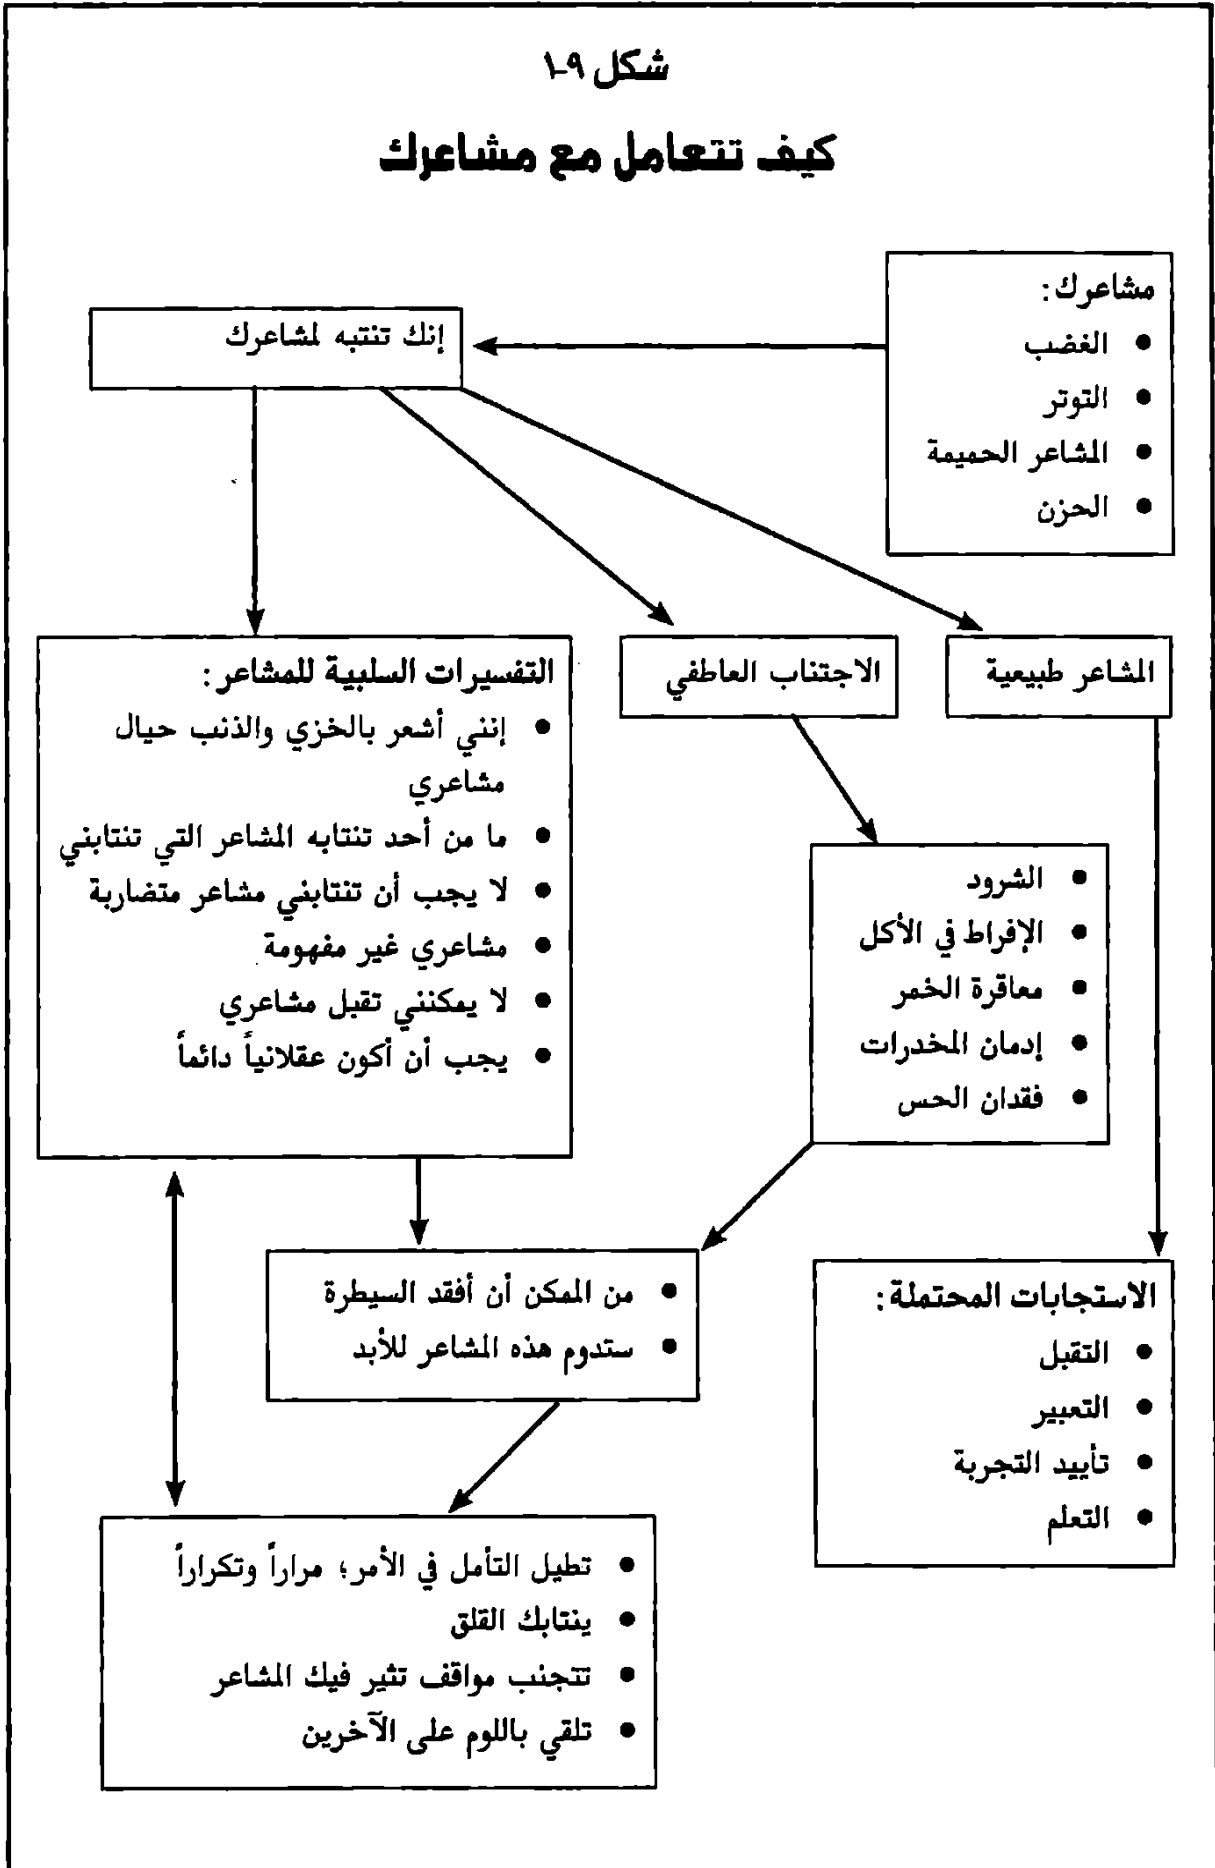 شكل ٩-١
كيف تتعامل مع مشاعرك
مشاعرك:
• الغضب
• التوتر
• المشاعر الحميمة
• الحزن
إنك تنتبه لمشاعرك
المشاعر طبيعية
الاجتناب العاطفي
التفسيرات السلبية للمشاعر:
• إنني أشعر بالخزي والذنب حيال
مشاعري
• ما من أحد تنتابه المشاعر التي تنتابني
• لا يجب أن تنتابني مشاعر متضاربة
• مشاعري غير مفهومة
• لا يمكنني تقبل مشاعري
• يجب أن أكون عقلانياً دائماً
• الشرود
• الإفراط في الأكل
• معاقرة الخمر
• إدمان المخدرات
• فقدان الحس
• من الممكن أن أفقد السيطرة
• ستدوم هذه المشاعر للأبد
الاستجابات المحتملة:
• التقبل
• التعبير
• تأييد التجربة
• التعلم
• تطيل التأمل في الأمر؛ مراراً وتكراراً
• ينتابك القلق
• تتجنب مواقف تثير فيك المشاعر
• تلقي باللوم على الآخرين